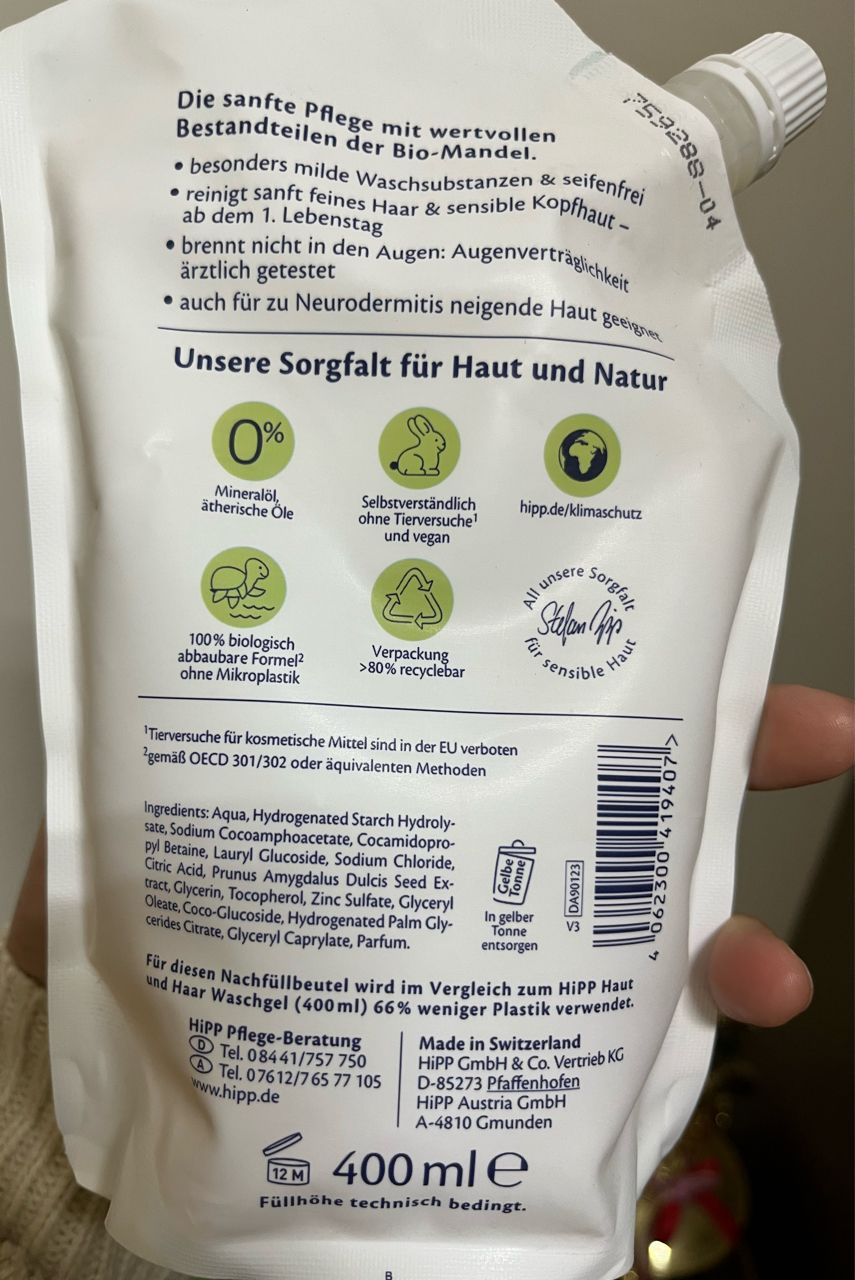 759288-04
Die sanfte Pflege mit wertvollen
Bestandteilen der Bio-Mandel.
• besonders milde Waschsubstanzen & seifenfrei
• reinigt sanft feines Haar & sensible Kopfhaut –
ab dem 1. Lebenstag
• brennt nicht in den Augen: Augenverträglichkeit
ärztlich getestet
• auch für zu Neurodermitis neigende Haut geeignet
Unsere Sorgfalt für Haut und Natur
0%
Mineralöl,
ätherische Öle
Selbstverständlich
ohne Tierversuche¹
und vegan
hipp.de/klimaschutz
100% biologisch
abbaubare Formel²
ohne Mikroplastik
Verpackung
>80% recyclebar
All unsere Sorgfalt
Stefan Hipp
für sensible Haut
¹Tierversuche für kosmetische Mittel sind in der EU verboten
²gemäß OECD 301/302 oder äquivalenten Methoden
Ingredients: Aqua, Hydrogenated Starch Hydroly-
sate, Sodium Cocoamphoacetate, Cocamidopro-
pyl Betaine, Lauryl Glucoside, Sodium Chloride,
Citric Acid, Prunus Amygdalus Dulcis Seed Ex-
tract, Glycerin, Tocopherol, Zinc Sulfate, Glyceryl
Oleate, Coco-Glucoside, Hydrogenated Palm Gly-
cerides Citrate, Glyceryl Caprylate, Parfum.
Gelbe
Tonne
In gelber
Tonne
entsorgen
DA90123
V3
4 062300 419407 >
Für diesen Nachfüllbeutel wird im Vergleich zum HiPP Haut
und Haar Waschgel (400 ml) 66% weniger Plastik verwendet.
HiPP Pflege-Beratung
D Tel. 08441/757 750
A Tel. 07612/765 77 105
www.hipp.de
Made in Switzerland
HiPP GmbH & Co. Vertrieb KG
D-85273 Pfaffenhofen
HiPP Austria GmbH
A-4810 Gmunden
12 M
400 ml e
Füllhöhe technisch bedingt.
B